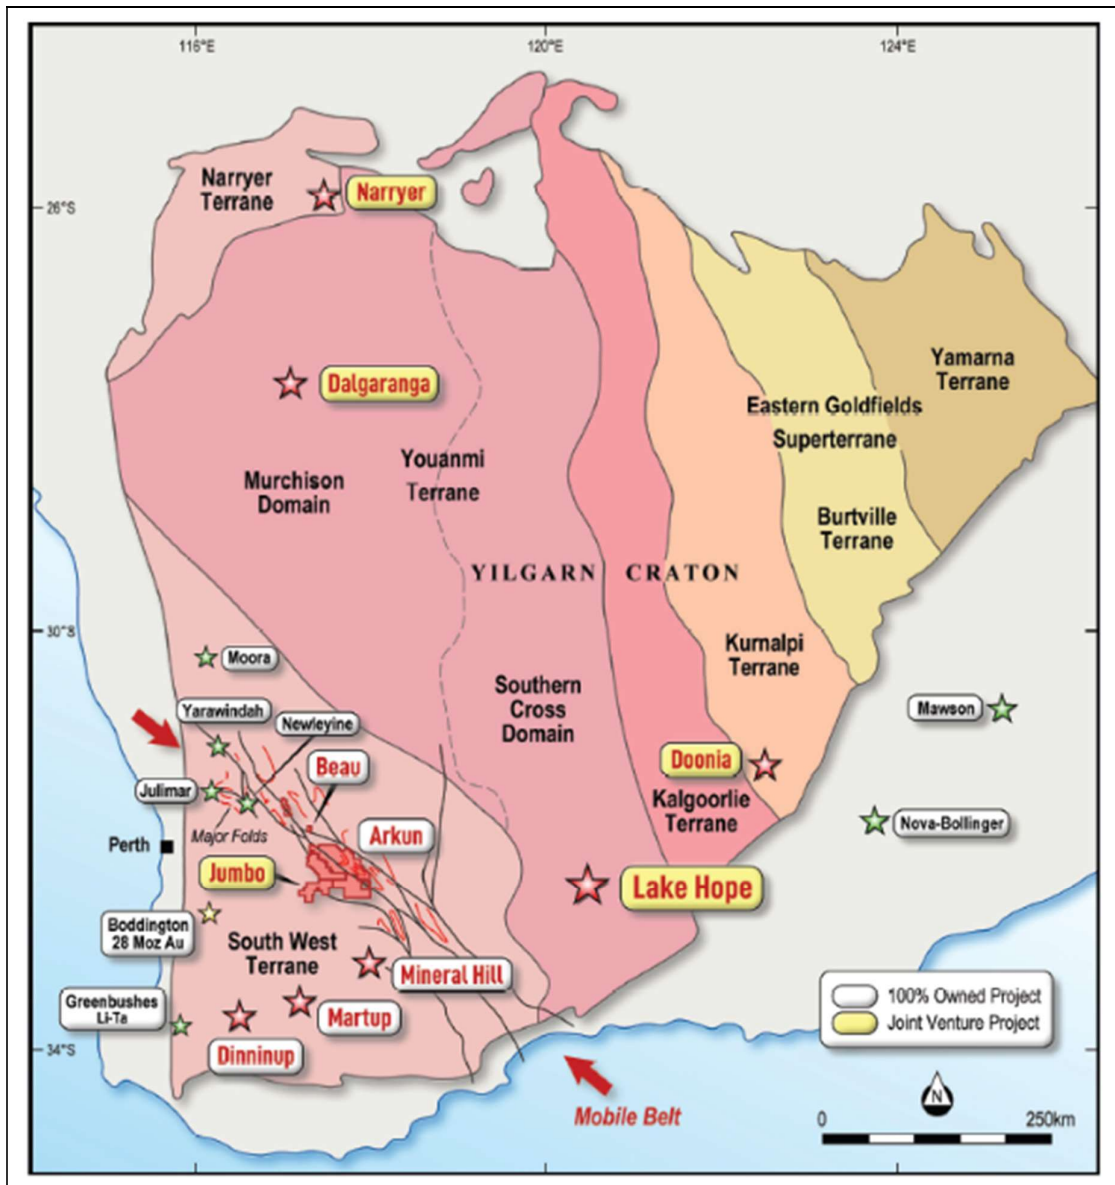 116°E
120°E
124°E
26°S
Narryer
Terrane
Narryer
Dalgaranga
Murchison
Domain
Youanmi
Terrane
Yamarna
Terrane
Eastern Goldfields
Superterrane
Burtville
Terrane
YILGARN CRATON
30°S
Kurnalpi
Terrane
Moora
Yarawindah
Newleyine
Southern
Cross
Domain
Mawson
Beau
Doonia
Julimar
Major Folds
Kalgoorlie
Terrane
Nova-Bollinger
Perth
Arkun
Jumbo
Lake Hope
Boddington
28 Moz Au
South West
Terrane
Mineral Hill
Greenbushes
Li-Ta
Martup
Dinninup
100% Owned Project
Joint Venture Project
34°S
Mobile Belt
N
0 250km